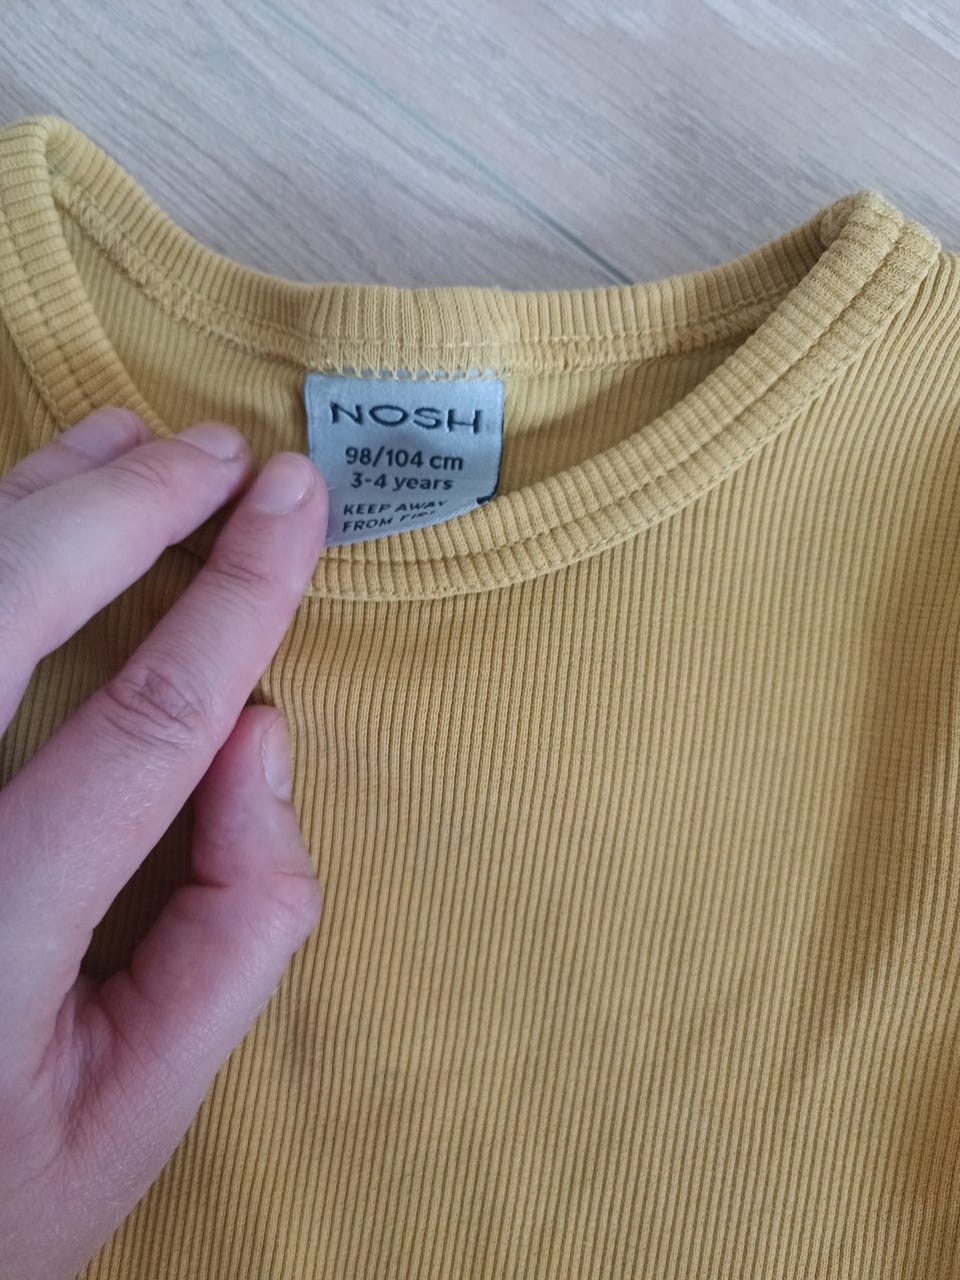 NOSH
98/104 cm
3-4 years
KEEP AWAY
FROM